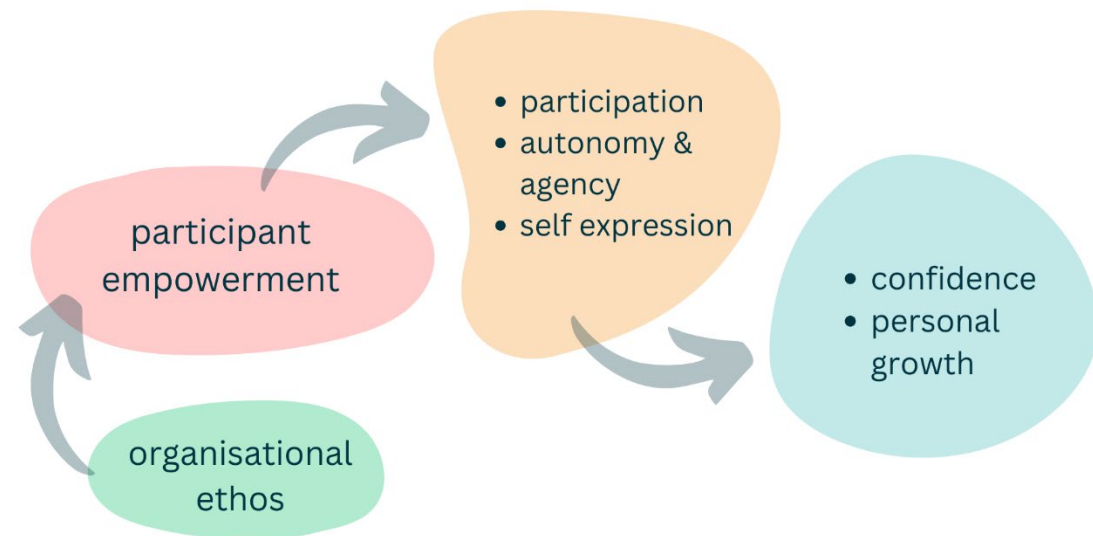 organisational
ethos
participant
empowerment
• participation
• autonomy &
agency
• self expression
• confidence
• personal
growth